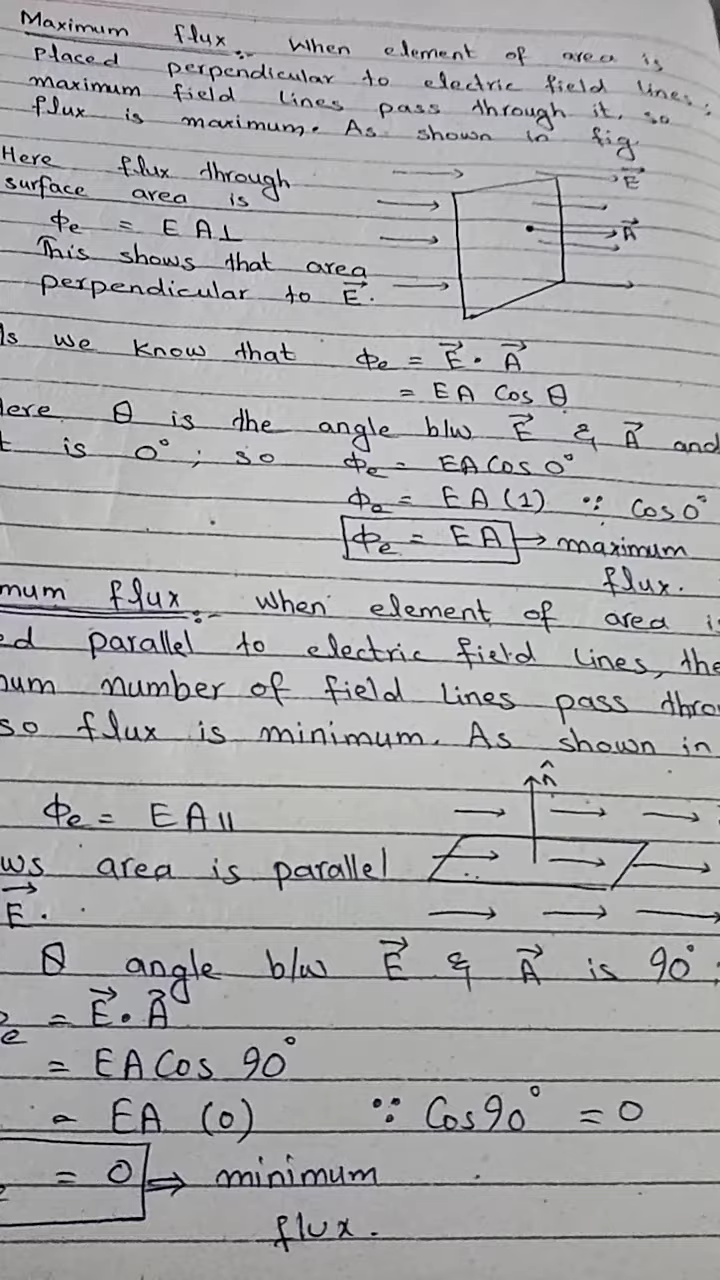 Maximum flux :- When element of area is
placed perpendicular to electric field lines;
maximum field lines pass through it, so
flux is maximum. As shown in fig
Here flux through
surface area is
Φe = EA⊥
This shows that area
perpendicular to E⃗.
E⃗
A⃗
s we know that Φe = E⃗ . A⃗
= EA Cos θ
ere θ is the angle b/w E⃗ & A⃗ and
t is 0°; so Φe = EA Cos 0°
Φe = EA (1) ∵ Cos 0°
Φe = EA → maximum
flux.
mum flux :- When element of area is
ed parallel to electric field lines, the
num number of field lines pass thro
so flux is minimum. As shown in
n̂
Φe = EA||
ws area is parallel
E⃗.
θ angle b/w E⃗ & A⃗ is 90°
e = E⃗ . A⃗
= EA Cos 90°
= EA (0) ∵ Cos 90° = 0
= 0 ⇒ minimum
flux.